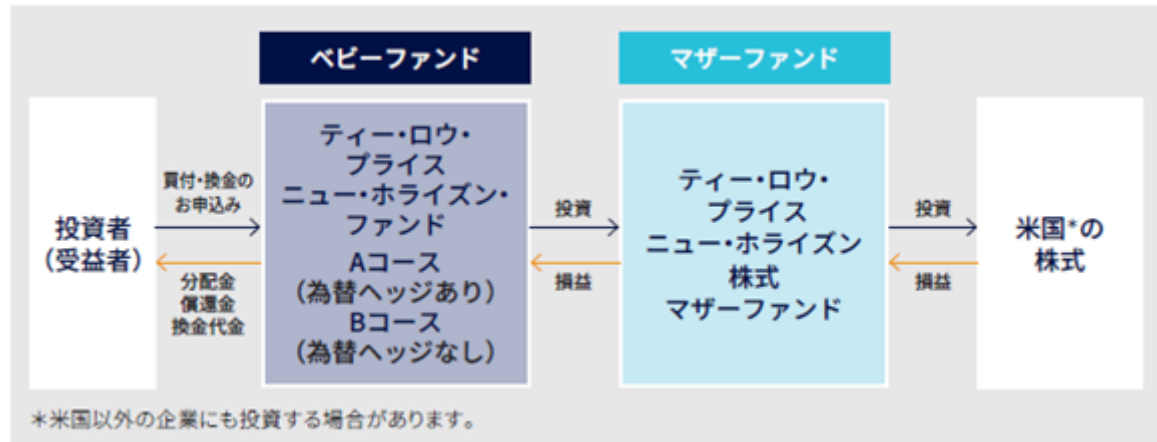 ベビーファンド
マザーファンド
投資者
（受益者）
買付・換金の
お申込み
分配金
償還金
換金代金
ティー・ロウ・
プライス
ニュー・ホライズン・
ファンド
Aコース
（為替ヘッジあり）
Bコース
（為替ヘッジなし）
投資
損益
ティー・ロウ・
プライス
ニュー・ホライズン
株式
マザーファンド
投資
損益
米国*の
株式
＊米国以外の企業にも投資する場合があります。